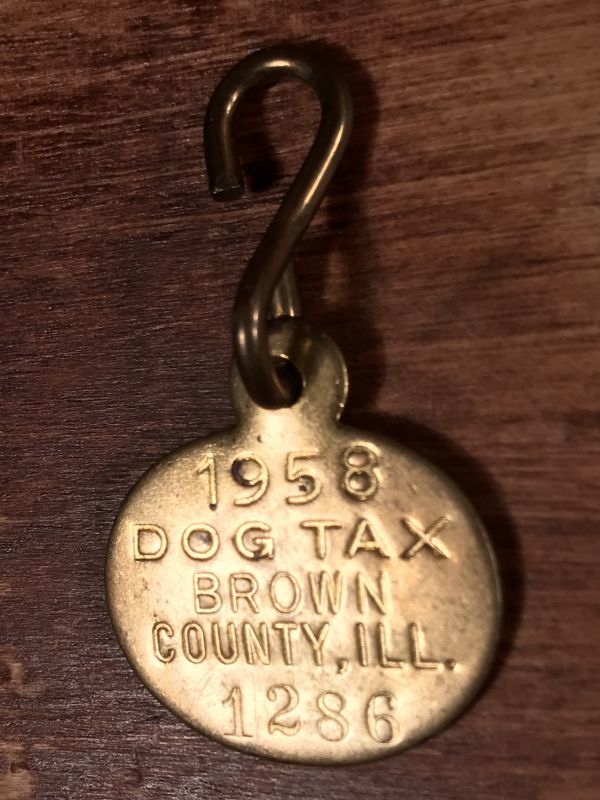 1958
DOG TAX
BROWN
COUNTY, ILL.
1286